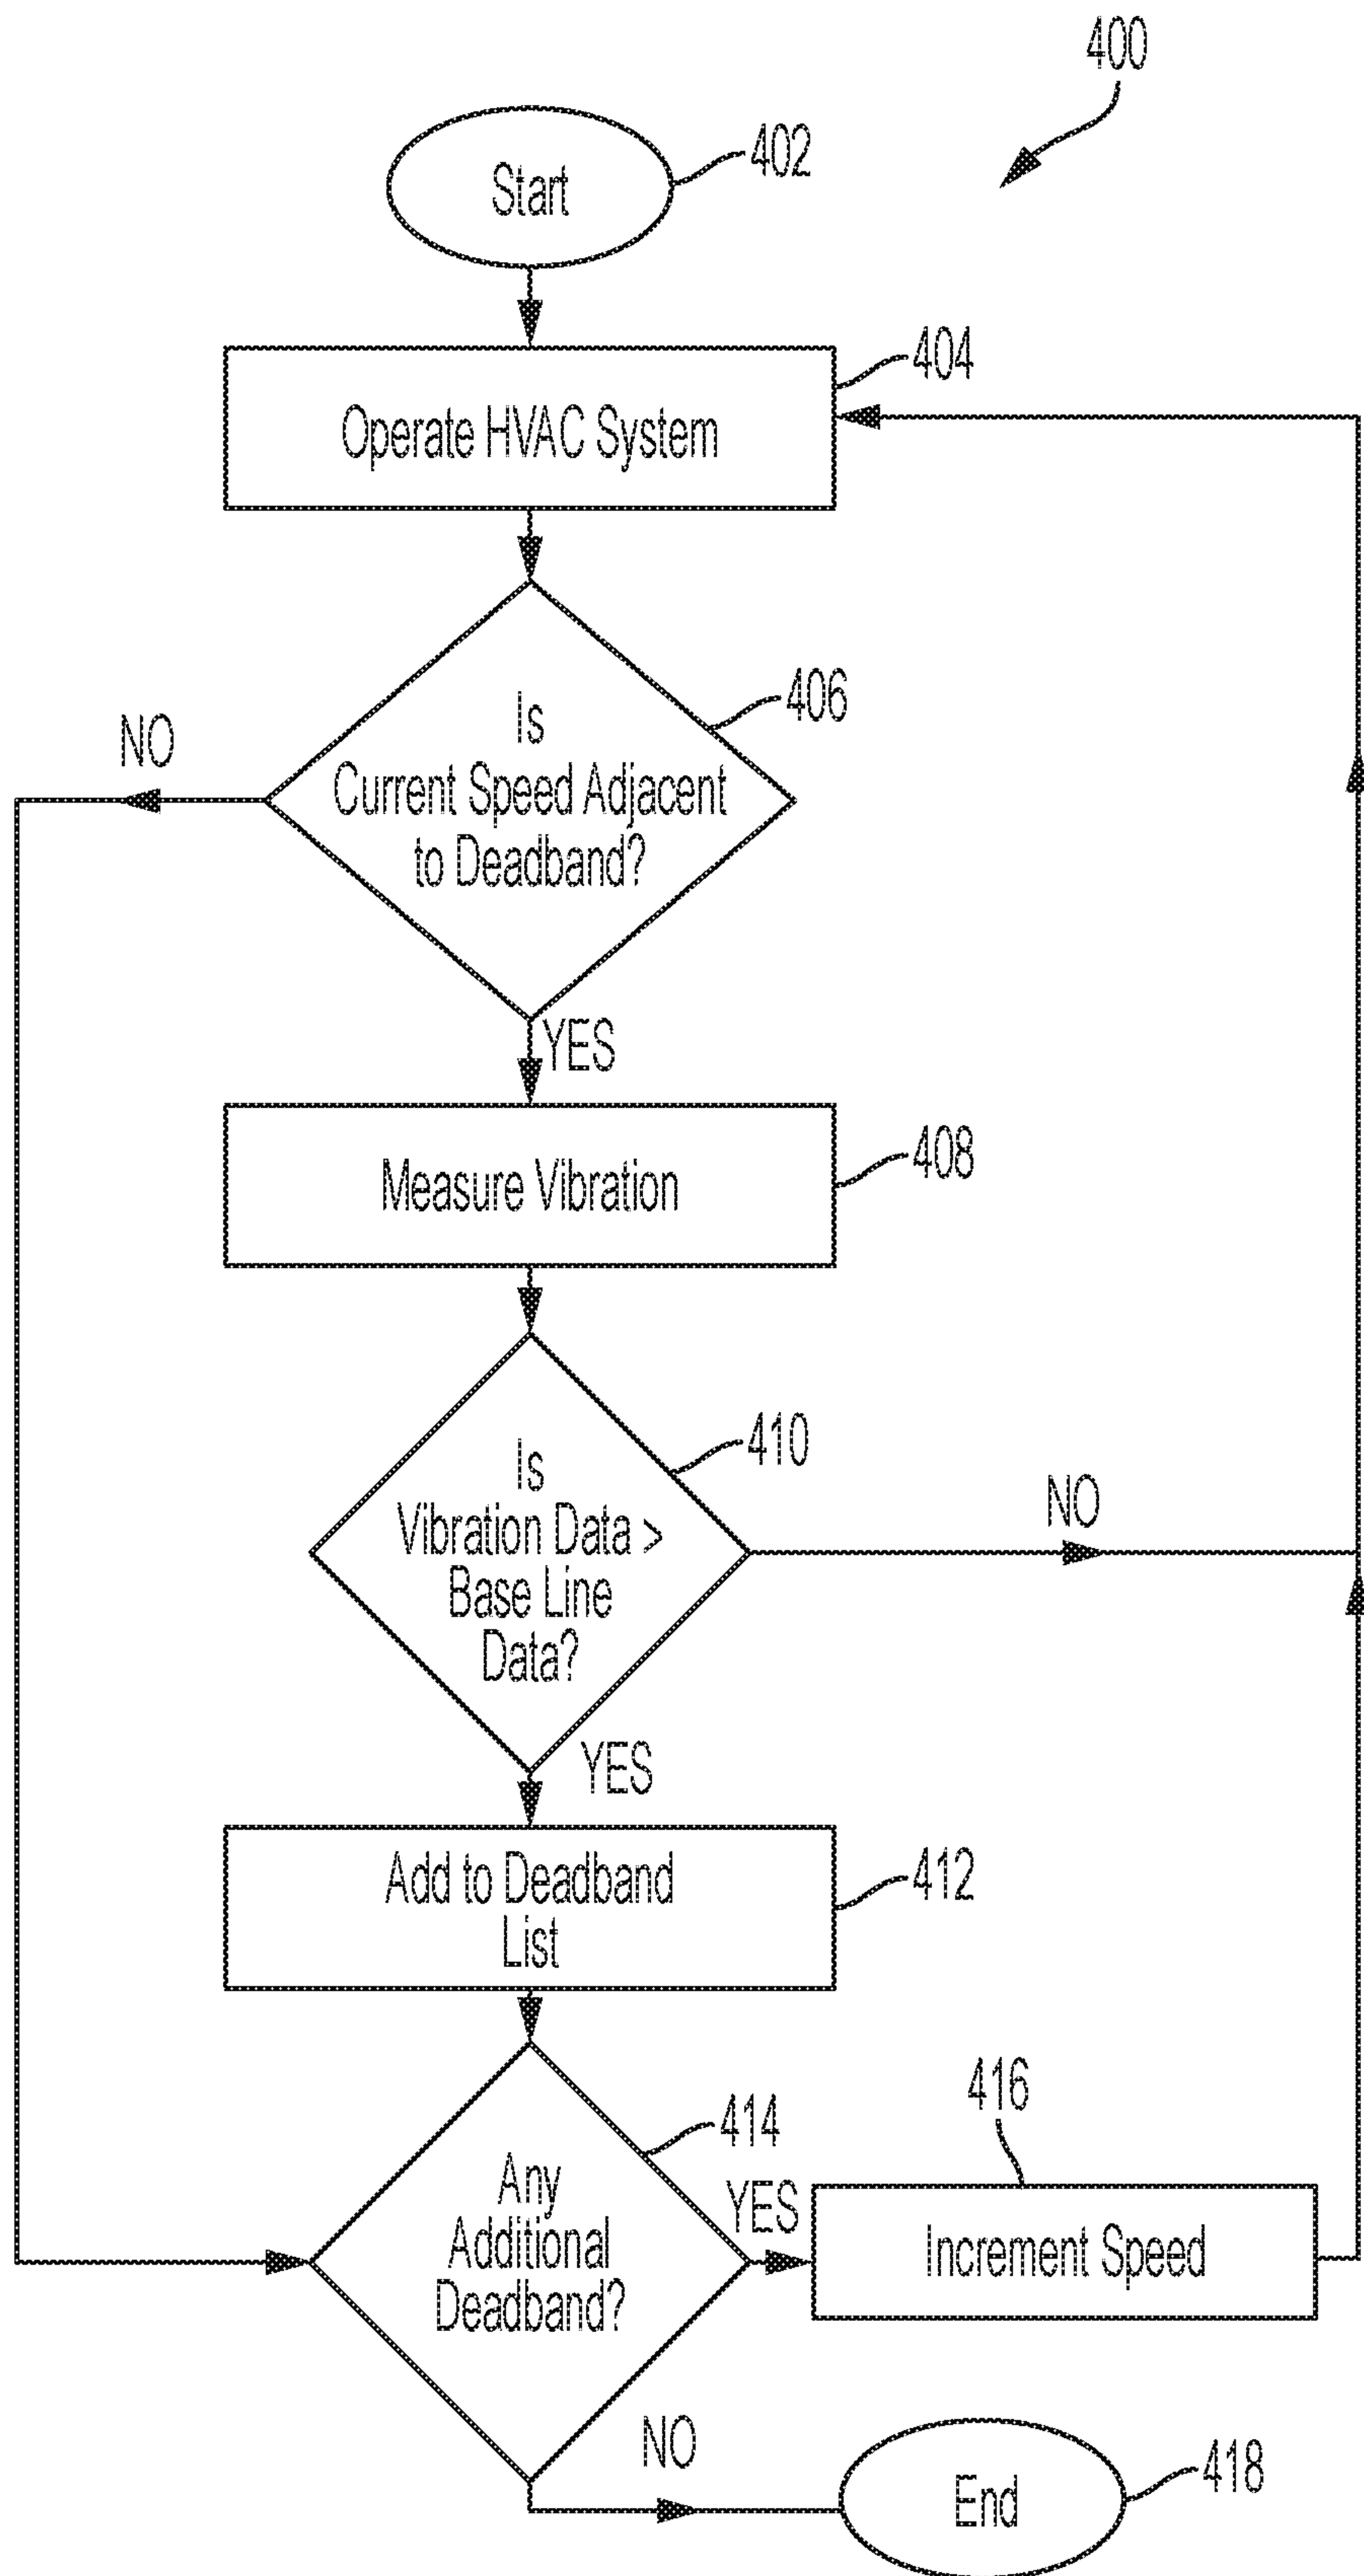 400
Start
402
Operate HVAC System
404
Is
Current Speed Adjacent
to Deadband?
406
NO
YES
Measure Vibration
408
Is
Vibration Data >
Base Line
Data?
410
NO
YES
Add to Deadband
List
412
Any
Additional
Deadband?
414
YES
416
Increment Speed
NO
End
418